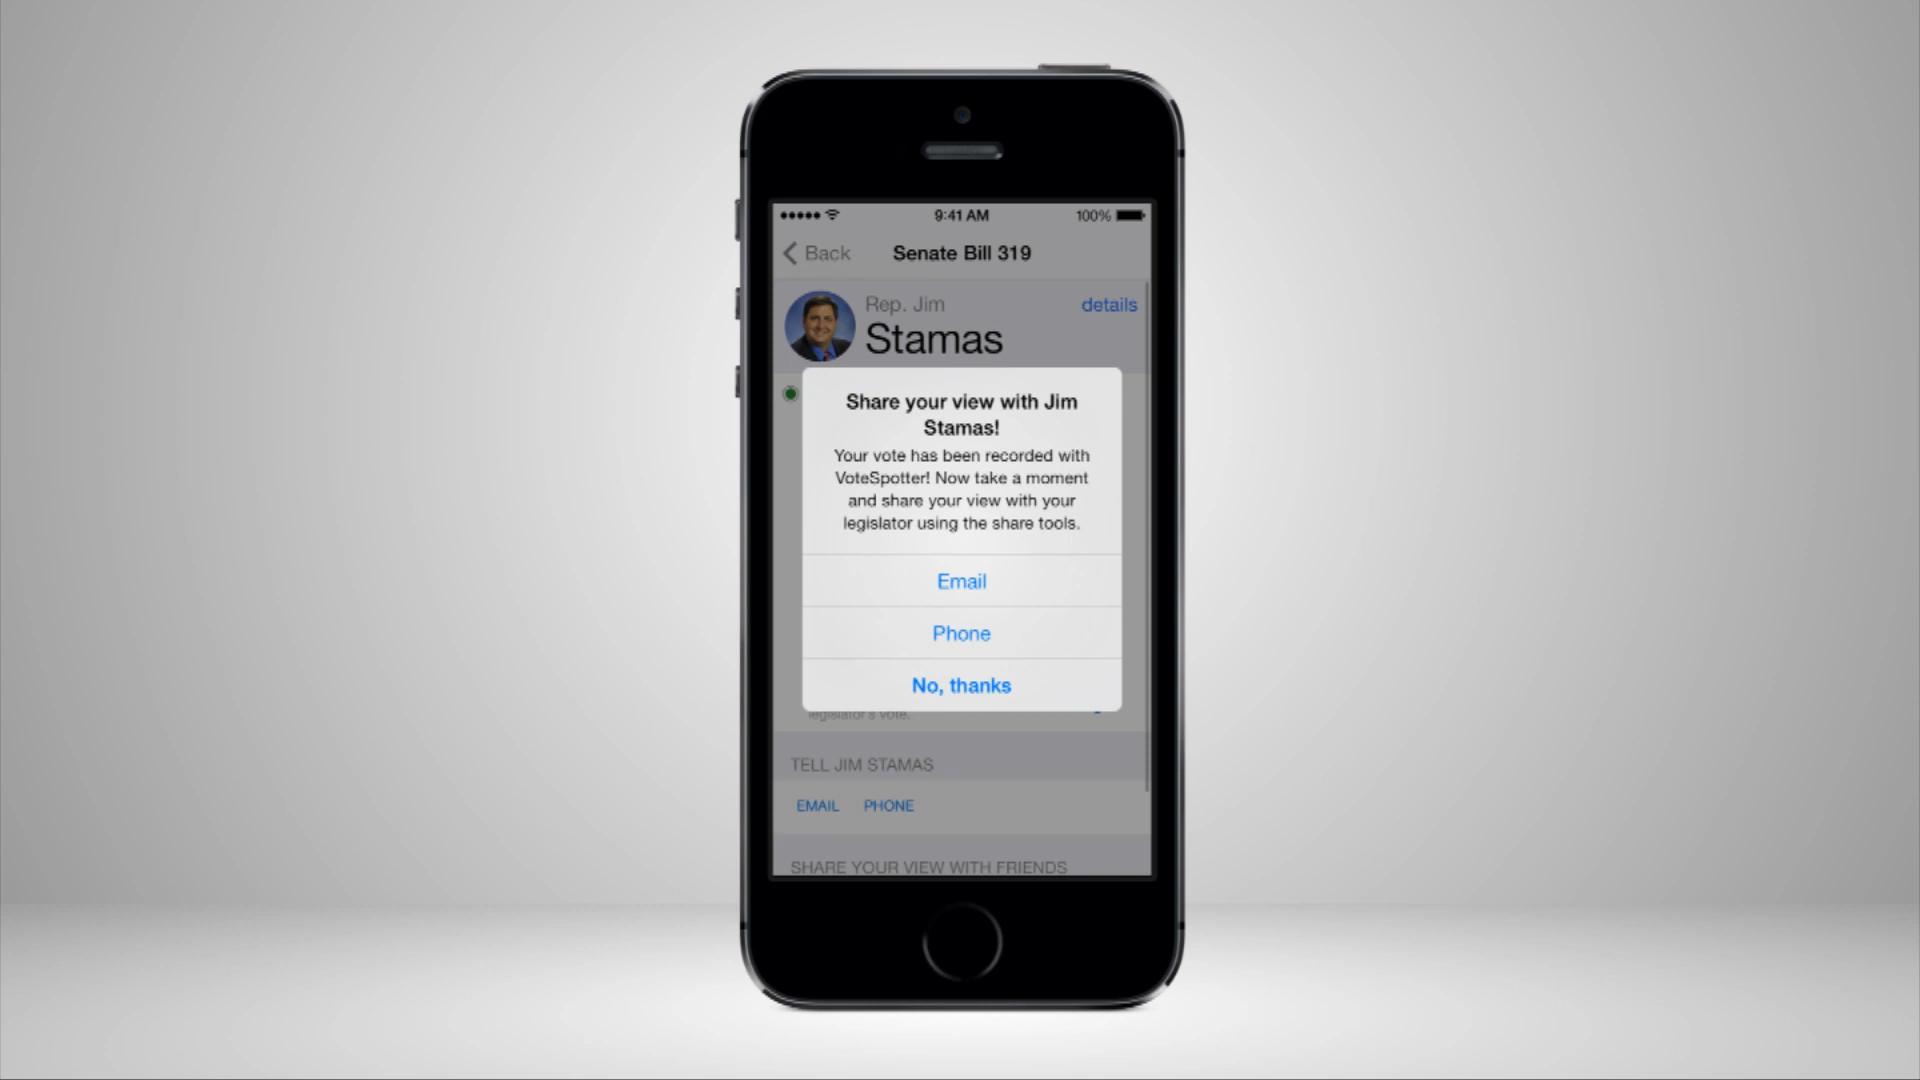 9:41 AM
100%
Back
Senate Bill 319
Rep. Jim
details
Stamas
Share your view with Jim
Stamas!
Your vote has been recorded with
VoteSpotter! Now take a moment
and share your view with your
legislator using the share tools.
Email
Phone
No, thanks
legislator's vote.
TELL JIM STAMAS
EMAIL PHONE
SHARE YOUR VIEW WITH FRIENDS